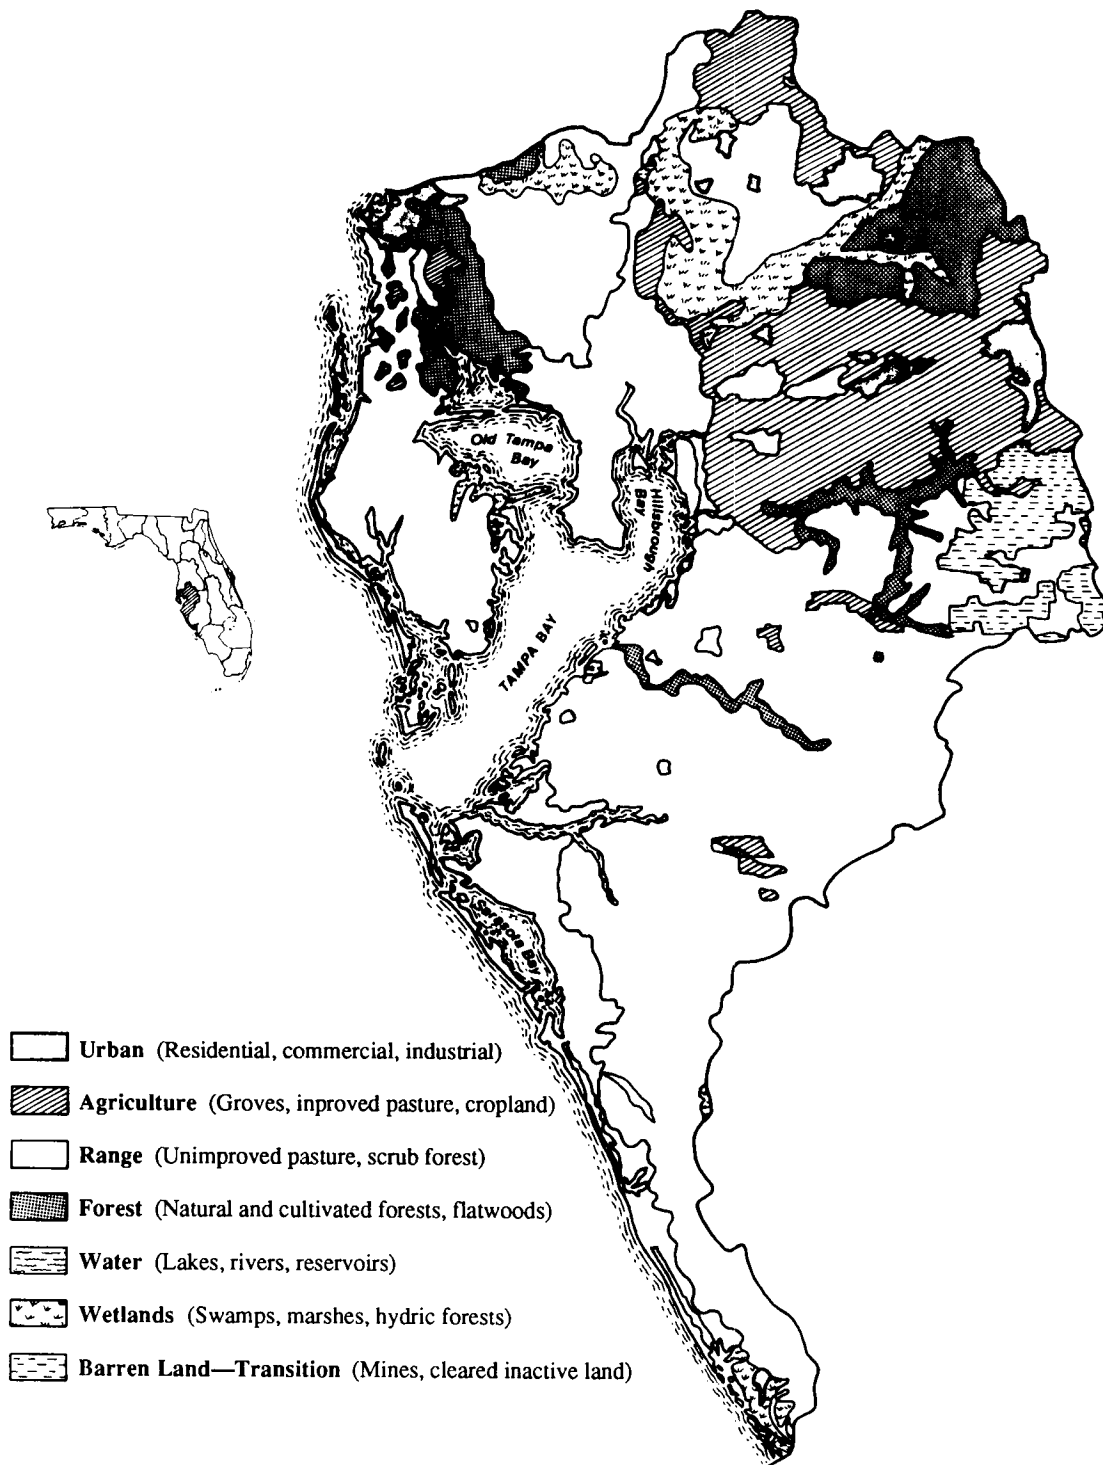 Old Tampa
Bay
Hillsborough
Bay
TAMPA BAY
Sarasota Bay
Urban (Residential, commercial, industrial)
Agriculture (Groves, inproved pasture, cropland)
Range (Unimproved pasture, scrub forest)
Forest (Natural and cultivated forests, flatwoods)
Water (Lakes, rivers, reservoirs)
Wetlands (Swamps, marshes, hydric forests)
Barren Land—Transition (Mines, cleared inactive land)